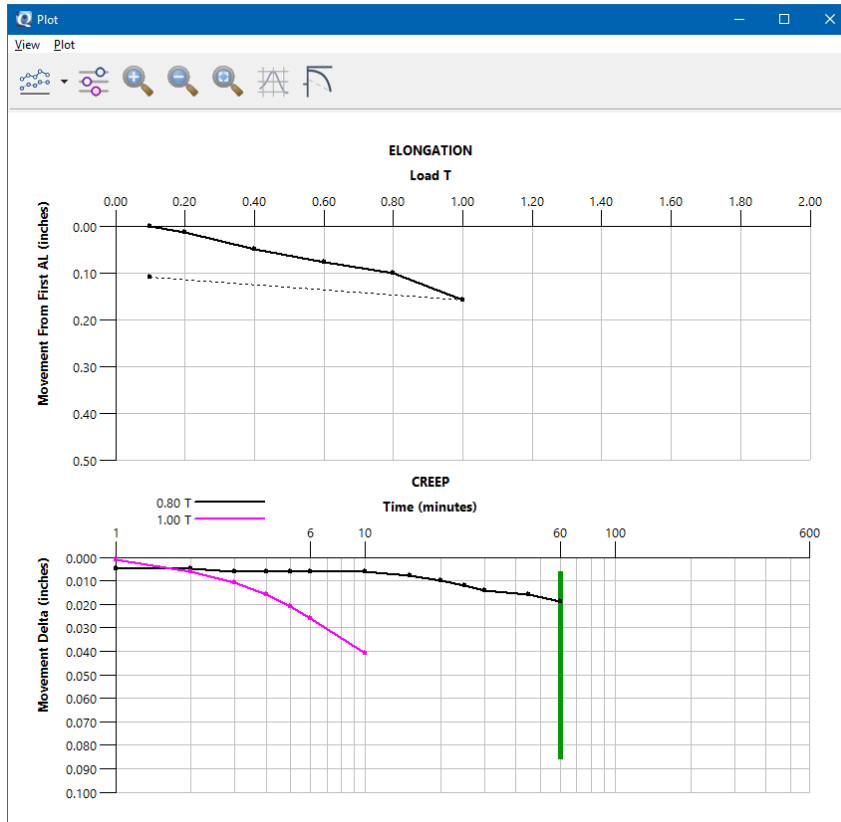 Plot
View Plot
ELONGATION
Load T
0.00 0.20 0.40 0.60 0.80 1.00 1.20 1.40 1.60 1.80 2.00
Movement From First AL (inches)
0.00
0.10
0.20
0.30
0.40
0.50
CREEP
0.80 T
1.00 T
Time (minutes)
1 6 10 60 100 600
Movement Delta (inches)
0.000
0.010
0.020
0.030
0.040
0.050
0.060
0.070
0.080
0.090
0.100